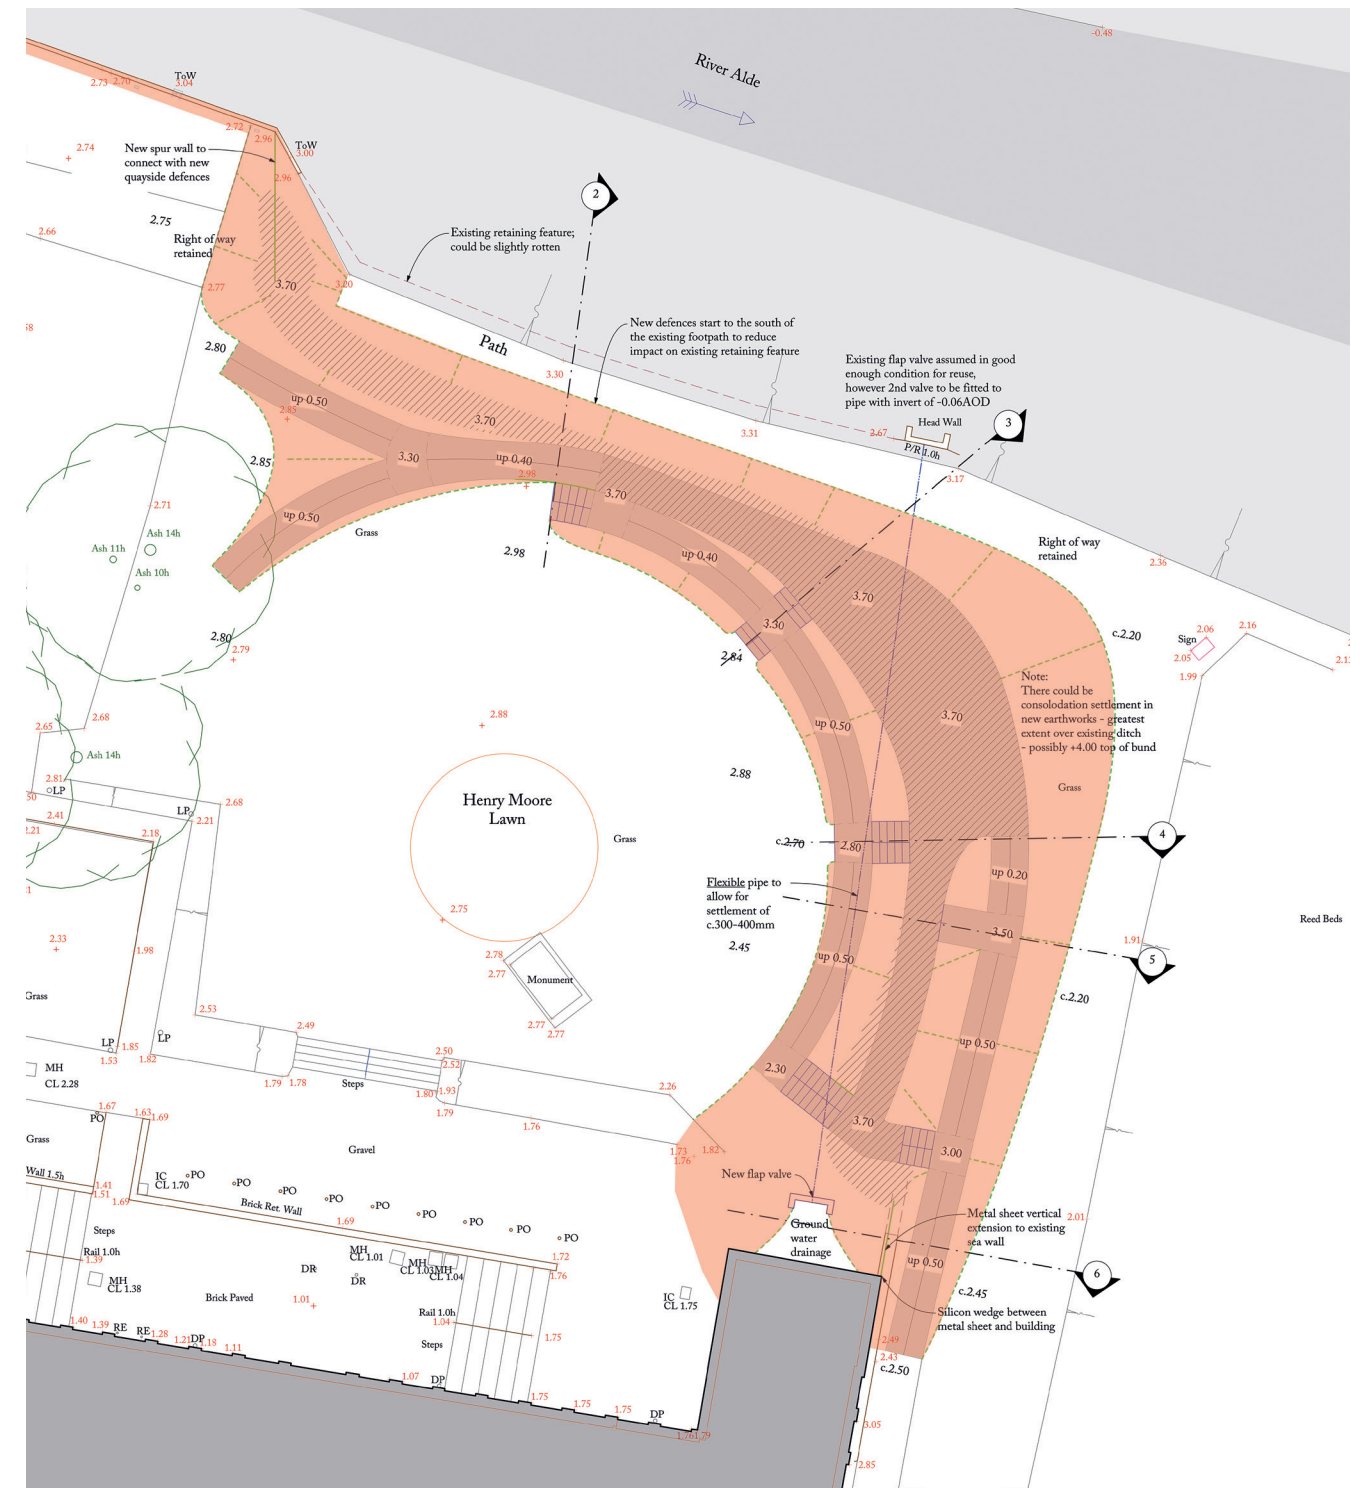 -0.48
River Alde
ToW
3.04
2.73
2.70
2.72
2.96
ToW
3.00
2.74
New spur wall to
connect with new
quayside defences
2.96
2
2.75
2.66
Right of way
retained
Existing retaining feature;
could be slightly rotten
3.70
3.20
2.77
New defences start to the south of
the existing footpath to reduce
impact on existing retaining feature
2.80
Path
3.30
Existing flap valve assumed in good
enough condition for reuse,
however 2nd valve to be fitted to
pipe with invert of -0.06AOD
up 0.50
2.85
3.70
3.31
2.67
Head Wall
3
P/R 1.0h
2.85
3.30
up 0.40
2.98
3.17
3.70
2.71
up 0.50
Grass
Ash 14h
Ash 11h
Ash 10h
2.98
up 0.40
Right of way
retained
2.36
3.70
3.30
2.80
2.79
2.84
c.2.20
Sign
2.06
2.05
2.16
1.99
Note:
There could be
consolodation settlement in
new earthworks - greatest
extent over existing ditch
- possibly +4.00 top of bund
2.88
up 0.50
3.70
2.65
2.68
Ash 14h
2.88
2.81
LP
Grass
Henry Moore
Lawn
2.68
LP
2.21
2.41
2.21
2.18
Grass
c.2.70
2.80
4
up 0.20
Flexible pipe to
allow for
settlement of
c.300-400mm
2.75
Reed Beds
2.33
1.98
2.45
2.78
2.77
Monument
up 0.50
3.50
1.91
5
Grass
c.2.20
2.53
2.77
2.77
2.49
LP
LP
1.85
1.53
1.82
2.50
2.52
up 0.50
MH
CL 2.28
1.79
1.78
Steps
1.80
1.93
1.79
2.26
2.30
1.67
PO
1.63
1.69
1.76
3.70
Grass
Gravel
1.73
1.76
1.82
3.00
Wall 1.5h
1.41
1.51
IC
CL 1.70
PO
PO
PO
PO
PO
PO
PO
PO
PO
1.69
Brick Ret. Wall
1.69
New flap valve
Steps
Rail 1.0h
1.39
MH
CL 1.01
MH
CL 1.03
MH
CL 1.04
1.72
1.76
Ground
water
drainage
Metal sheet vertical
extension to existing
sea wall
2.01
MH
CL 1.38
DR
DR
up 0.50
6
Brick Paved
1.01
Rail 1.0h
1.04
IC
CL 1.75
c.2.45
Silicon wedge between
metal sheet and building
1.40
1.39
RE
RE
1.28
1.21
DP
1.18
1.11
Steps
1.75
2.49
2.43
c.2.50
1.07
DP
1.75
1.75
1.75
DP
1.76
1.79
3.05
2.85